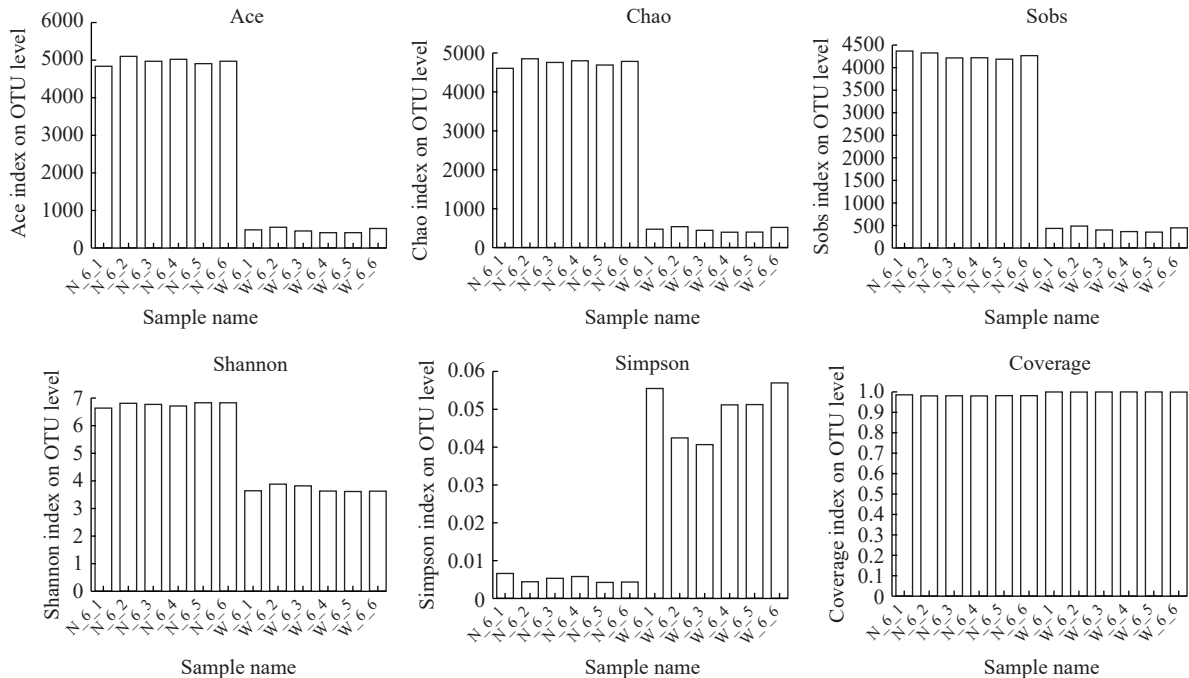 Ace
Ace index on OTU level
6000
5000
4000
3000
2000
1000
0
N_6_1
N_6_2
N_6_3
N_6_4
N_6_5
N_6_6
W_6_1
W_6_2
W_6_3
W_6_4
W_6_5
W_6_6
Sample name
Chao
Chao index on OTU level
5000
4000
3000
2000
1000
0
N_6_1
N_6_2
N_6_3
N_6_4
N_6_5
N_6_6
W_6_1
W_6_2
W_6_3
W_6_4
W_6_5
W_6_6
Sample name
Sobs
Sobs index on OTU level
4500
4500
3500
3000
2500
2000
1500
1000
500
0
N_6_1
N_6_2
N_6_3
N_6_4
N_6_5
N_6_6
W_6_1
W_6_2
W_6_3
W_6_4
W_6_5
W_6_6
Sample name
Shannon
Shannon index on OTU level
7
6
5
4
3
2
1
0
N_6_1
N_6_2
N_6_3
N_6_4
N_6_5
N_6_6
W_6_1
W_6_2
W_6_3
W_6_4
W_6_5
W_6_6
Sample name
Simpson
Simpson index on OTU level
0.06
0.05
0.04
0.03
0.02
0.01
0
N_6_1
N_6_2
N_6_3
N_6_4
N_6_5
N_6_6
W_6_1
W_6_2
W_6_3
W_6_4
W_6_5
W_6_6
Sample name
Coverage
Coverage index on OTU level
1.0
0.9
0.8
0.7
0.6
0.5
0.4
0.3
0.2
0.1
0
N_6_1
N_6_2
N_6_3
N_6_4
N_6_5
N_6_6
W_6_1
W_6_2
W_6_3
W_6_4
W_6_5
W_6_6
Sample name